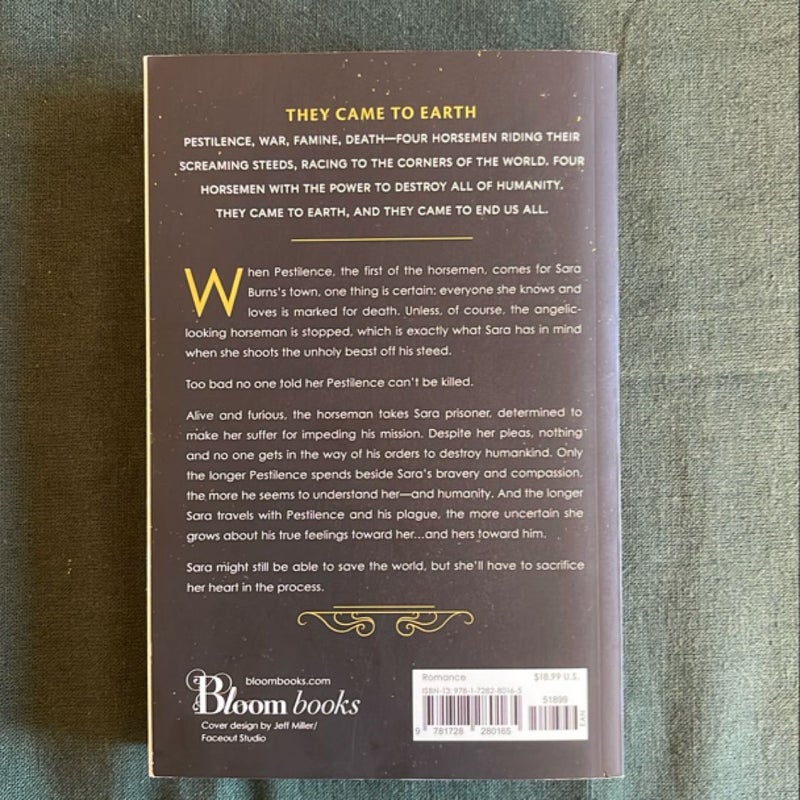 THEY CAME TO EARTH
PESTILENCE, WAR, FAMINE, DEATH—FOUR HORSEMEN RIDING THEIR
SCREAMING STEEDS, RACING TO THE CORNERS OF THE WORLD. FOUR
HORSEMEN WITH THE POWER TO DESTROY ALL OF HUMANITY.
THEY CAME TO EARTH, AND THEY CAME TO END US ALL.
When Pestilence, the first of the horsemen, comes for Sara
Burns's town, one thing is certain: everyone she knows and
loves is marked for death. Unless, of course, the angelic-
looking horseman is stopped, which is exactly what Sara has in mind
when she shoots the unholy beast off his steed.
Too bad no one told her Pestilence can't be killed.
Alive and furious, the horseman takes Sara prisoner, determined to
make her suffer for impeding his mission. Despite her pleas, nothing
and no one gets in the way of his orders to destroy humankind. Only
the longer Pestilence spends beside Sara's bravery and compassion,
the more he seems to understand her—and humanity. And the longer
Sara travels with Pestilence and his plague, the more uncertain she
grows about his true feelings toward her...and hers toward him.
Sara might still be able to save the world, but she'll have to sacrifice
her heart in the process.
bloombooks.com
Bloom books
Cover design by Jeff Miller/
Faceout Studio
Romance $18.99 U.S.
ISBN-13: 978-1-7282-8016-5
51899
EAN
9 781728 280165